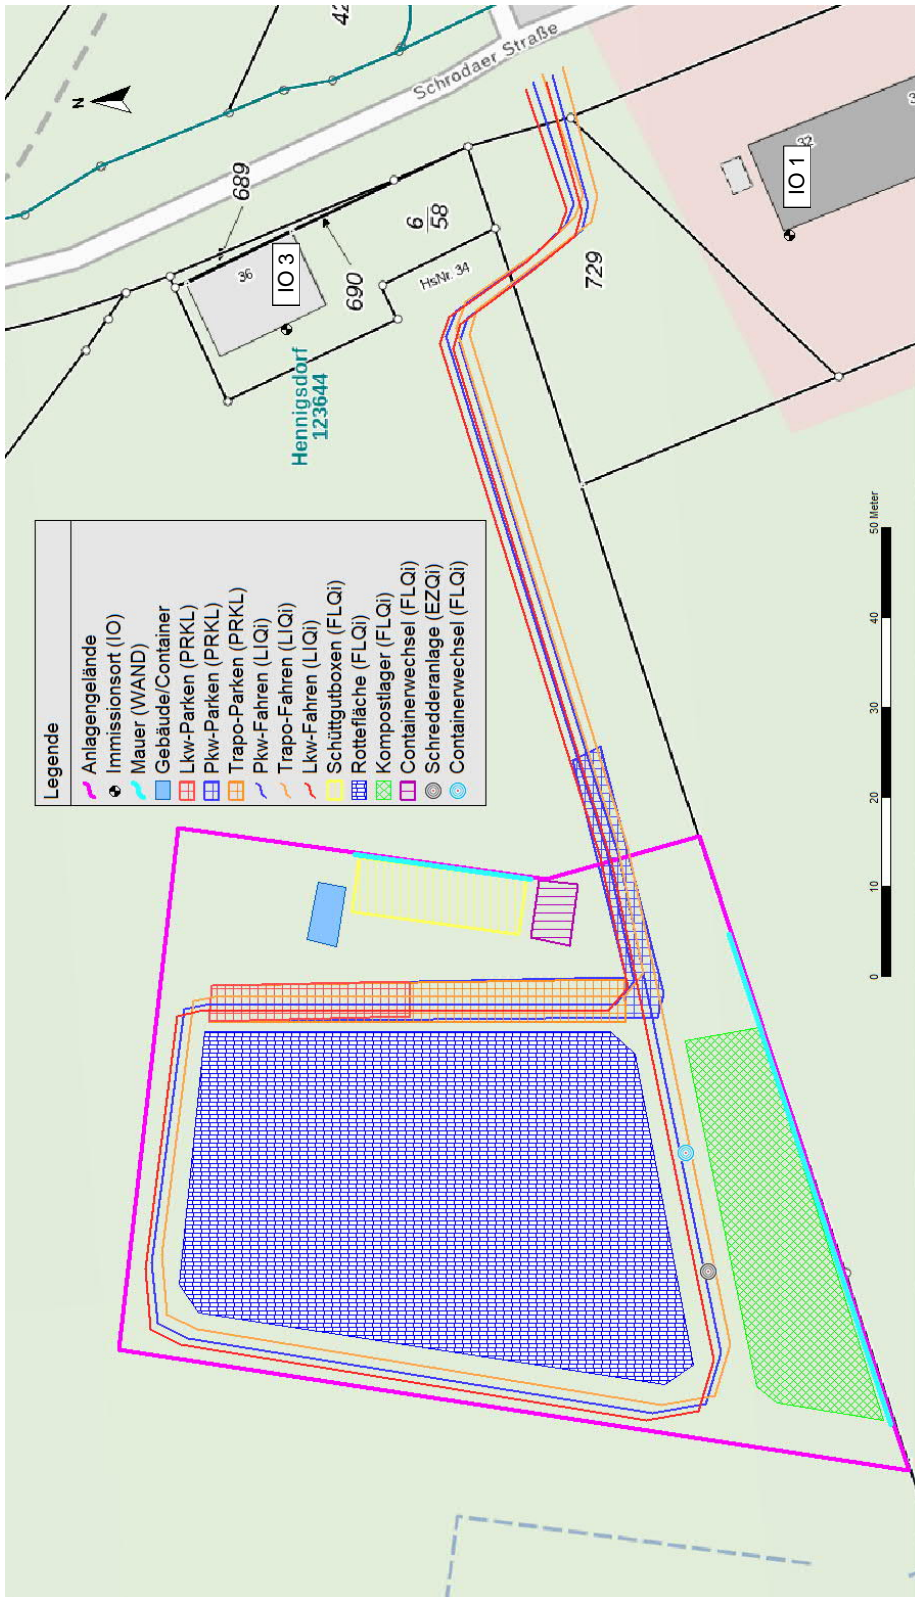 42
Schrodaer Straße
N
689
36
IO 3
690
6
58
HsNr. 34
Hennigsdorf
123644
729
32
IO 1
Legende
Anlagengelände
Immissionsort (IO)
Mauer (WAND)
Gebäude/Container
Lkw-Parken (PRKL)
Pkw-Parken (PRKL)
Trapo-Parken (PRKL)
Pkw-Fahren (LIQi)
Trapo-Fahren (LIQi)
Lkw-Fahren (LIQi)
Schüttgutboxen (FLQi)
Rottefläche (FLQi)
Kompostlager (FLQi)
Containerwechsel (FLQi)
Schredderanlage (EZQi)
Containerwechsel (FLQi)
0 10 20 30 40 50 Meter